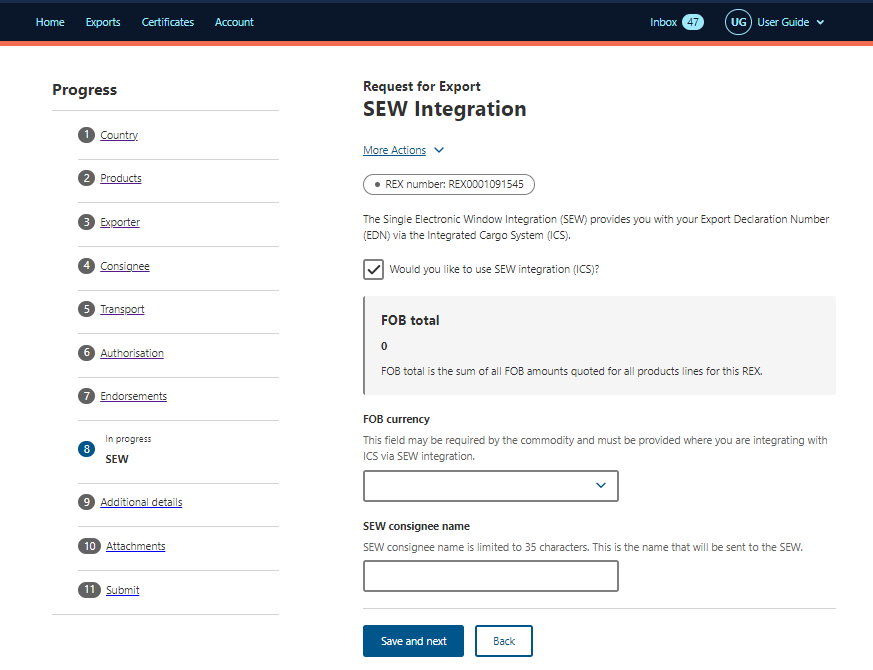 Home Exports Certificates Account Inbox 47 UG User Guide
Progress
1 Country
2 Products
3 Exporter
4 Consignee
5 Transport
6 Authorisation
7 Endorsements
In progress
8 SEW
9 Additional details
10 Attachments
11 Submit
Request for Export
SEW Integration
More Actions
REX number: REX0001091545
The Single Electronic Window Integration (SEW) provides you with your Export Declaration Number
(EDN) via the Integrated Cargo System (ICS).
Would you like to use SEW integration (ICS)?
FOB total
0
FOB total is the sum of all FOB amounts quoted for all products lines for this REX.
FOB currency
This field may be required by the commodity and must be provided where you are integrating with
ICS via SEW integration.
SEW consignee name
SEW consignee name is limited to 35 characters. This is the name that will be sent to the SEW.
Save and next Back